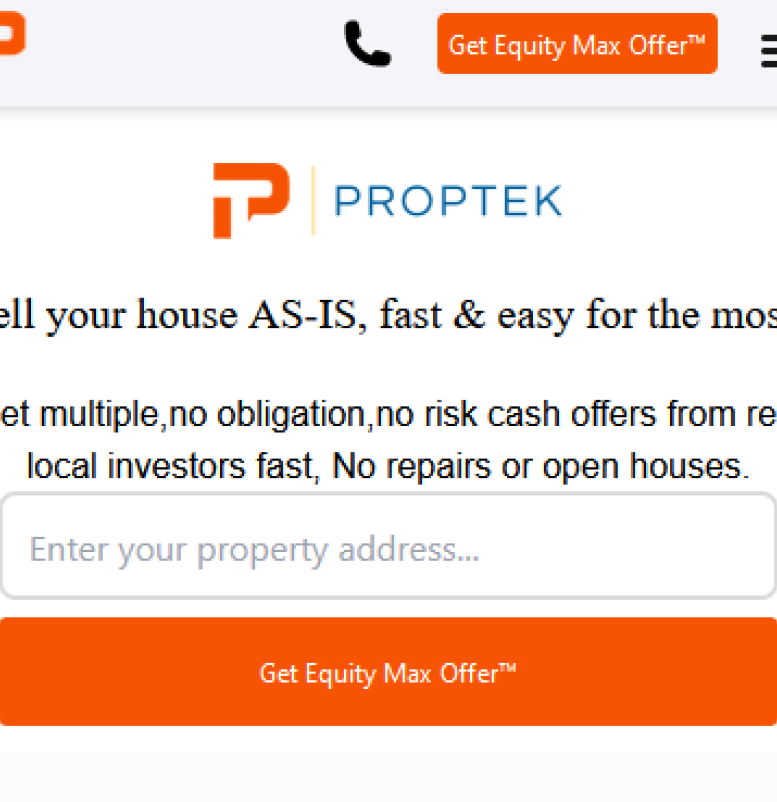 Get Equity Max Offer™
PROPTEK
ell your house AS-IS, fast & easy for the mos
et multiple,no obligation,no risk cash offers from re
local investors fast, No repairs or open houses.
Enter your property address...
Get Equity Max Offer™